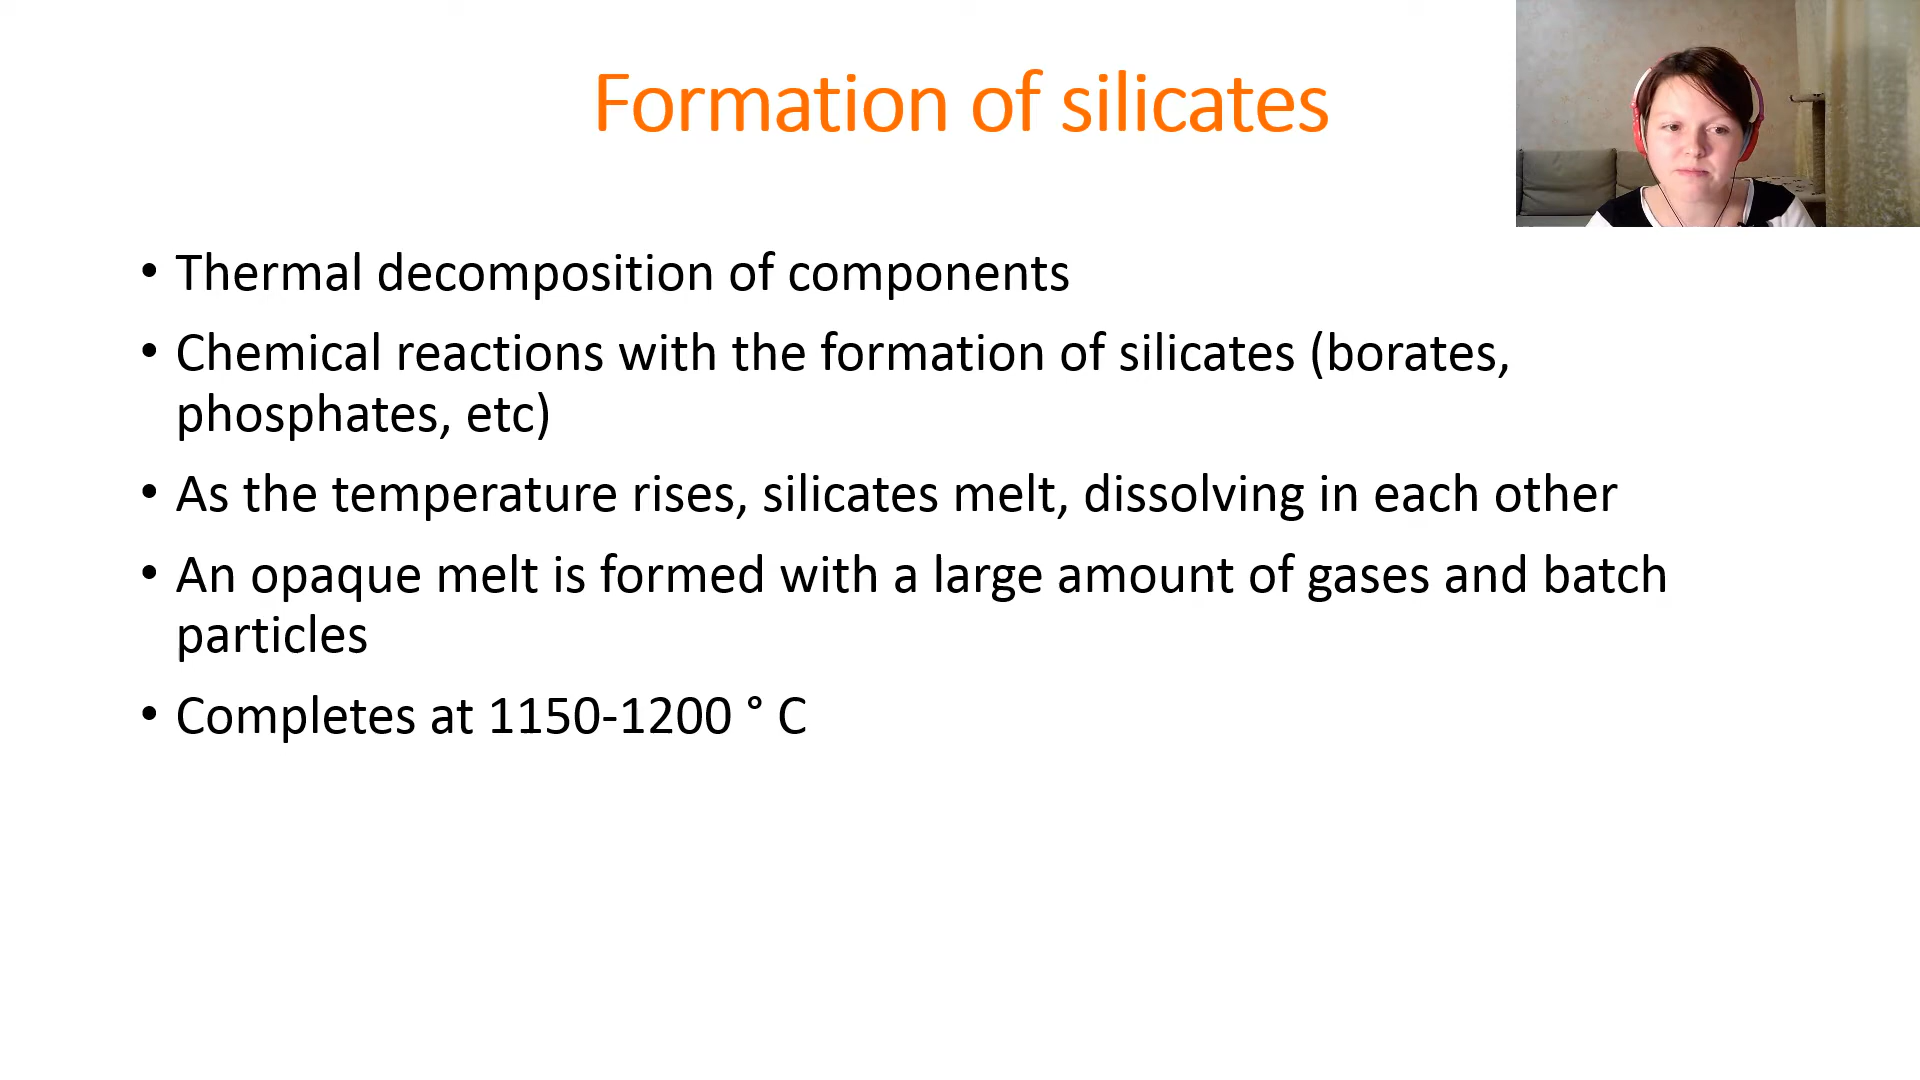 Formation of silicates
• Thermal decomposition of components
• Chemical reactions with the formation of silicates (borates,
phosphates, etc)
• As the temperature rises, silicates melt, dissolving in each other
• An opaque melt is formed with a large amount of gases and batch
particles
• Completes at 1150-1200 ° C